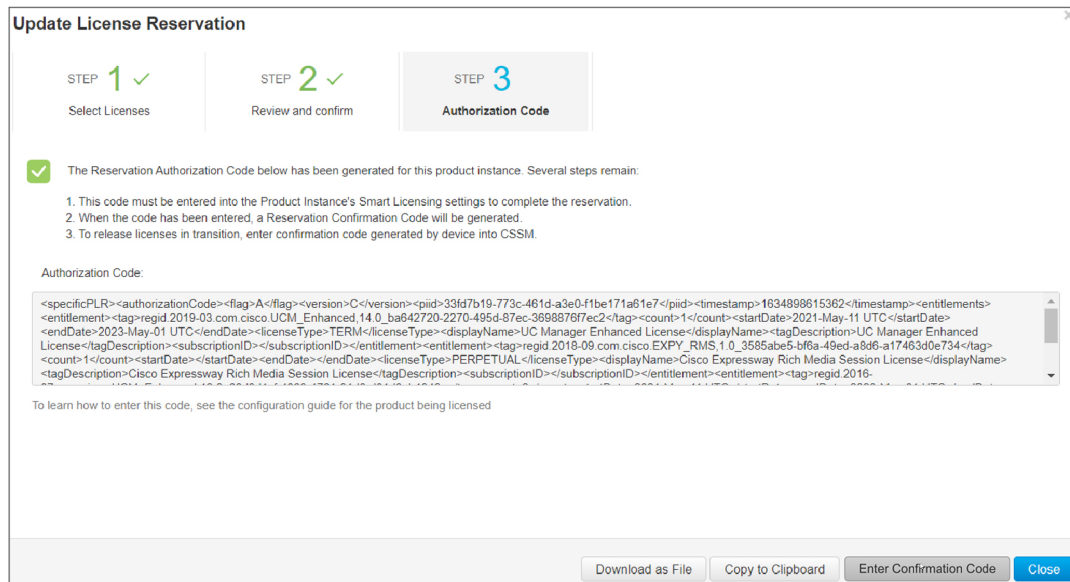 Update License Reservation
STEP 1
STEP 2
STEP 3
Select Licenses
Review and confirm
Authorization Code
The Reservation Authorization Code below has been generated for this product instance. Several steps remain:
1. This code must be entered into the Product Instance's Smart Licensing settings to complete the reservation.
2. When the code has been entered, a Reservation Confirmation Code will be generated.
3. To release licenses in transition, enter confirmation code generated by device into CSSM.
Authorization Code:
<specificPLR><authorizationCode><flag>A</flag><version>C</version><piid>33fd7b19-773c-461d-a3e0-f1be171a61e7</piid><timestamp>1634898615362</timestamp><entitlements>
<entitlement><tag>regid.2019-03.com.cisco.UCM_Enhanced,14.0_ba642720-2270-495d-87ec-3698876f7ec2</tag><count>1</count><startDate>2021-May-11 UTC</startDate>
<endDate>2023-May-01 UTC</endDate><licenseType>TERM</licenseType><displayName>UC Manager Enhanced License</displayName><tagDescription>UC Manager Enhanced
License</tagDescription><subscriptionID></subscriptionID></entitlement><entitlement><tag>regid.2018-09.com.cisco.EXPY_RMS,1.0_3585abe5-bf6a-49ed-a8d6-a17463d0e734</tag>
<count>1</count><startDate></startDate><endDate></endDate><licenseType>PERPETUAL</licenseType><displayName>Cisco Expressway Rich Media Session License</displayName>
<tagDescription>Cisco Expressway Rich Media Session License</tagDescription><subscriptionID></subscriptionID></entitlement><entitlement><tag>regid.2016-
To learn how to enter this code, see the configuration guide for the product being licensed
Download as File
Copy to Clipboard
Enter Confirmation Code
Close